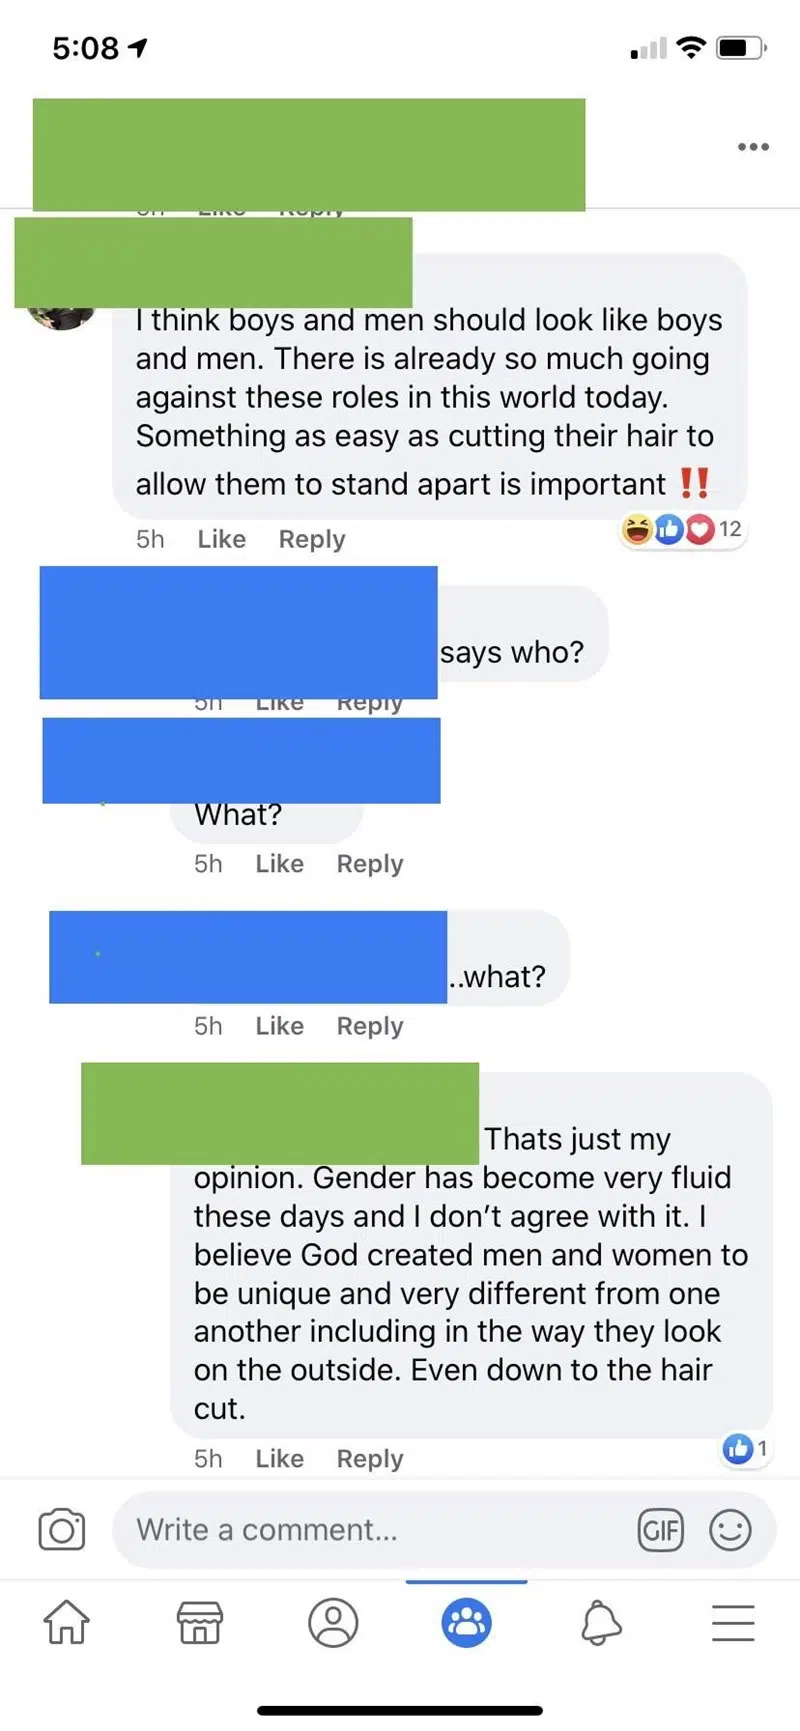 5:08
I think boys and men should look like boys
and men. There is already so much going
against these roles in this world today.
Something as easy as cutting their hair to
allow them to stand apart is important ‼️
5h Like Reply
12
says who?
5h Like Reply
What?
5h Like Reply
..what?
5h Like Reply
Thats just my
opinion. Gender has become very fluid
these days and I don't agree with it. I
believe God created men and women to
be unique and very different from one
another including in the way they look
on the outside. Even down to the hair
cut.
5h Like Reply
1
Write a comment...
GIF